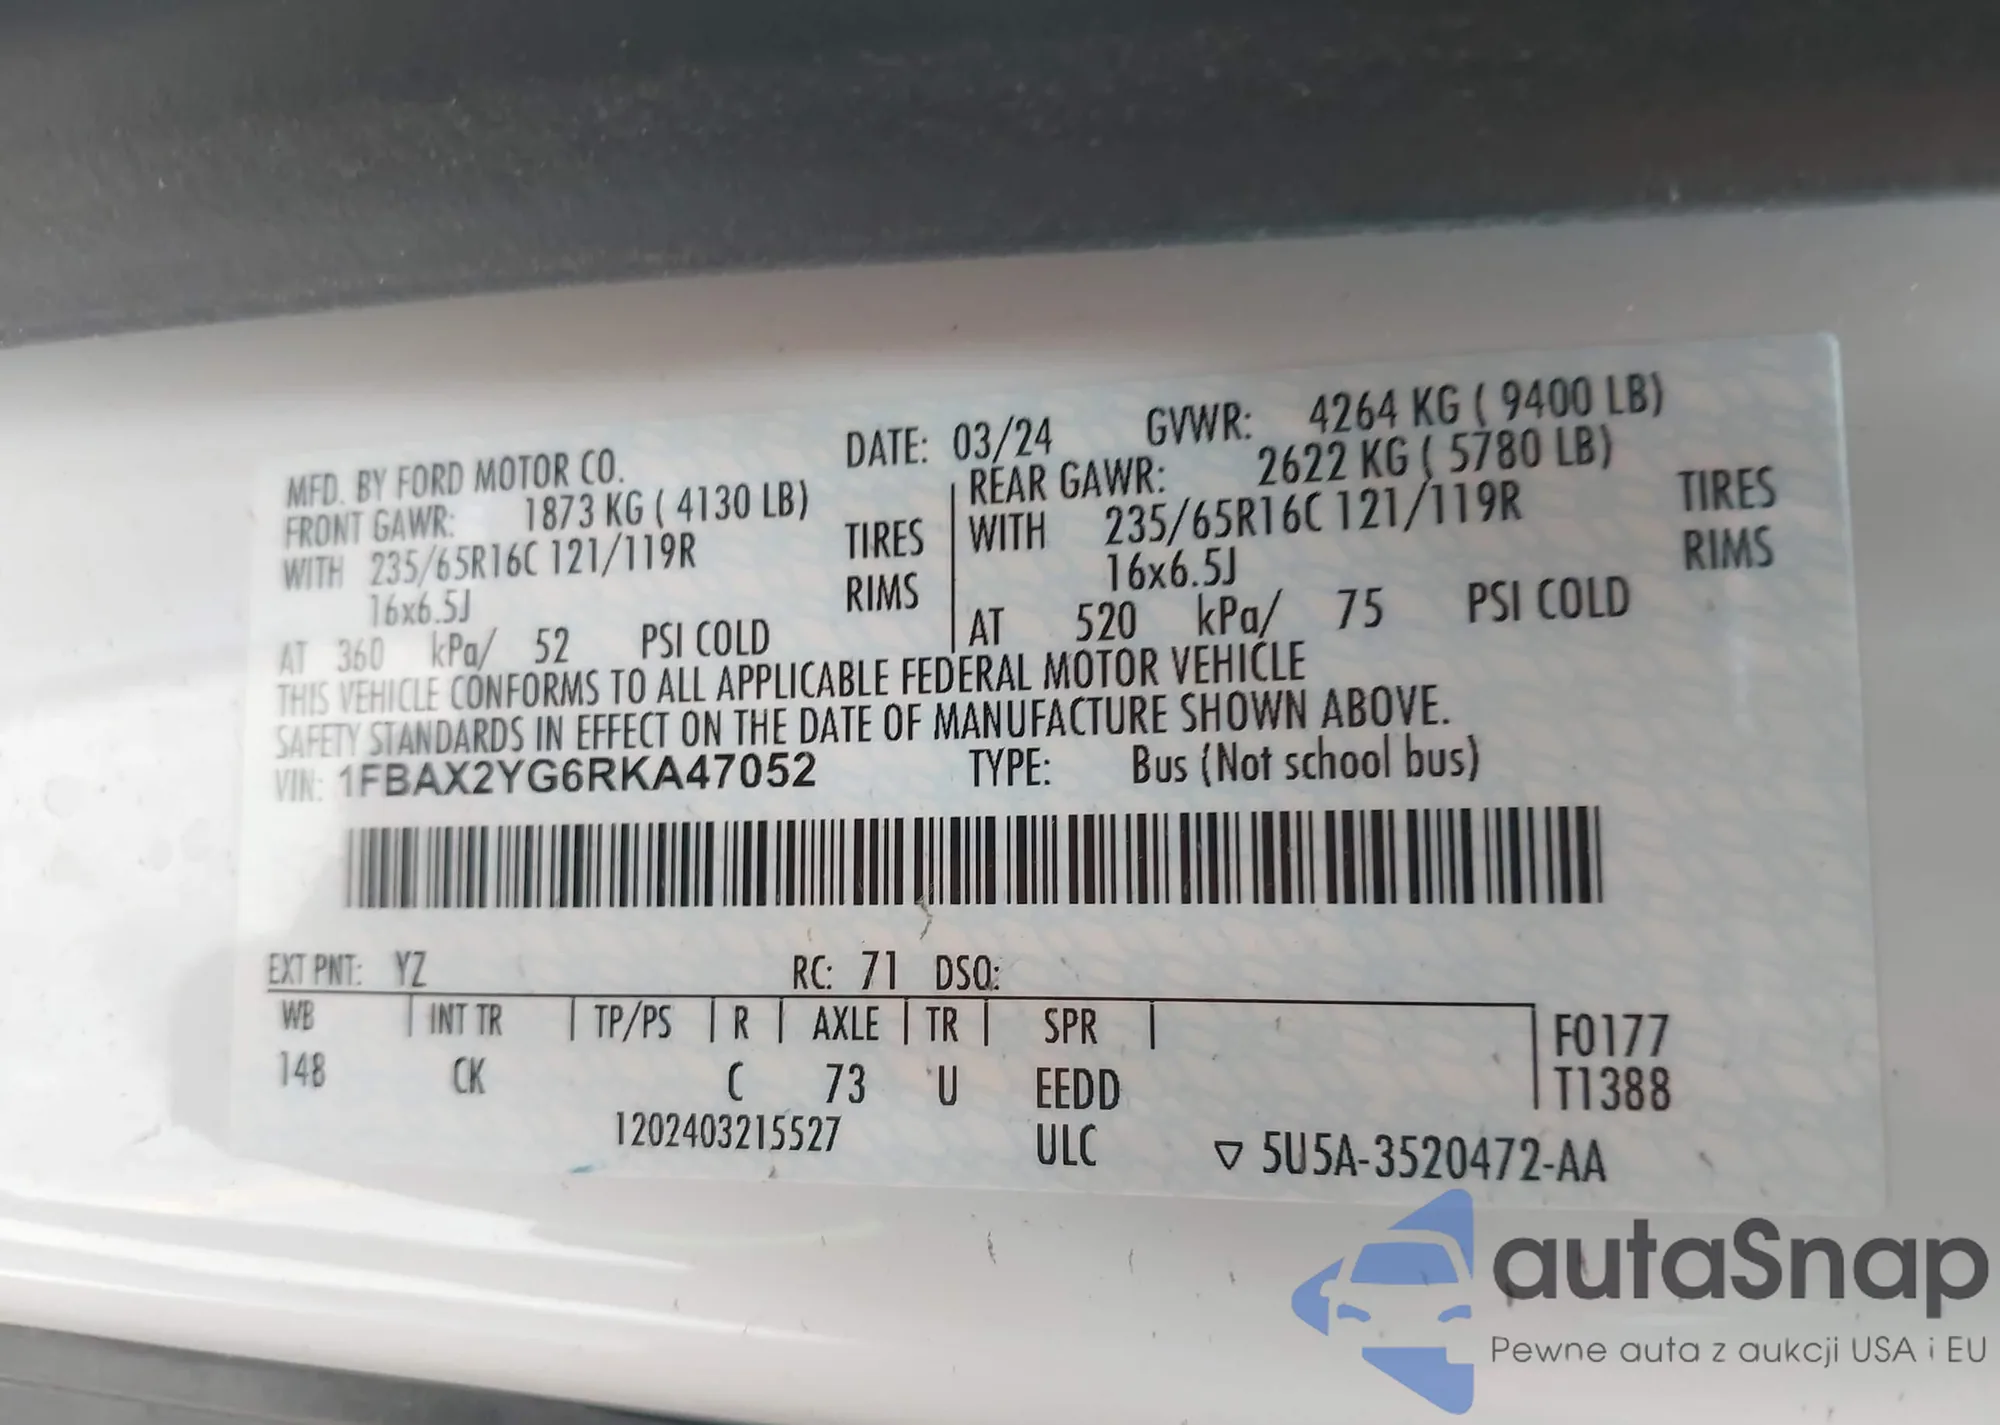 MFD. BY FORD MOTOR CO. DATE: 03/24 GVWR: 4264 KG ( 9400 LB)
FRONT GAWR: 1873 KG ( 4130 LB) REAR GAWR: 2622 KG ( 5780 LB)
WITH 235/65R16C 121/119R TIRES WITH 235/65R16C 121/119R TIRES
16x6.5J RIMS 16x6.5J RIMS
AT 360 kPa/ 52 PSI COLD AT 520 kPa/ 75 PSI COLD
THIS VEHICLE CONFORMS TO ALL APPLICABLE FEDERAL MOTOR VEHICLE
SAFETY STANDARDS IN EFFECT ON THE DATE OF MANUFACTURE SHOWN ABOVE.
VIN: 1FBAX2YG6RKA47052 TYPE: Bus (Not school bus)
EXT PNT: YZ RC: 71 DSO:
WB INT TR TP/PS R AXLE TR SPR F0177
148 CK C 73 U EEDD T1388
1202403215527 ULC ▽ 5U5A-3520472-AA
autaSnap
Pewne auta z aukcji USA i EU